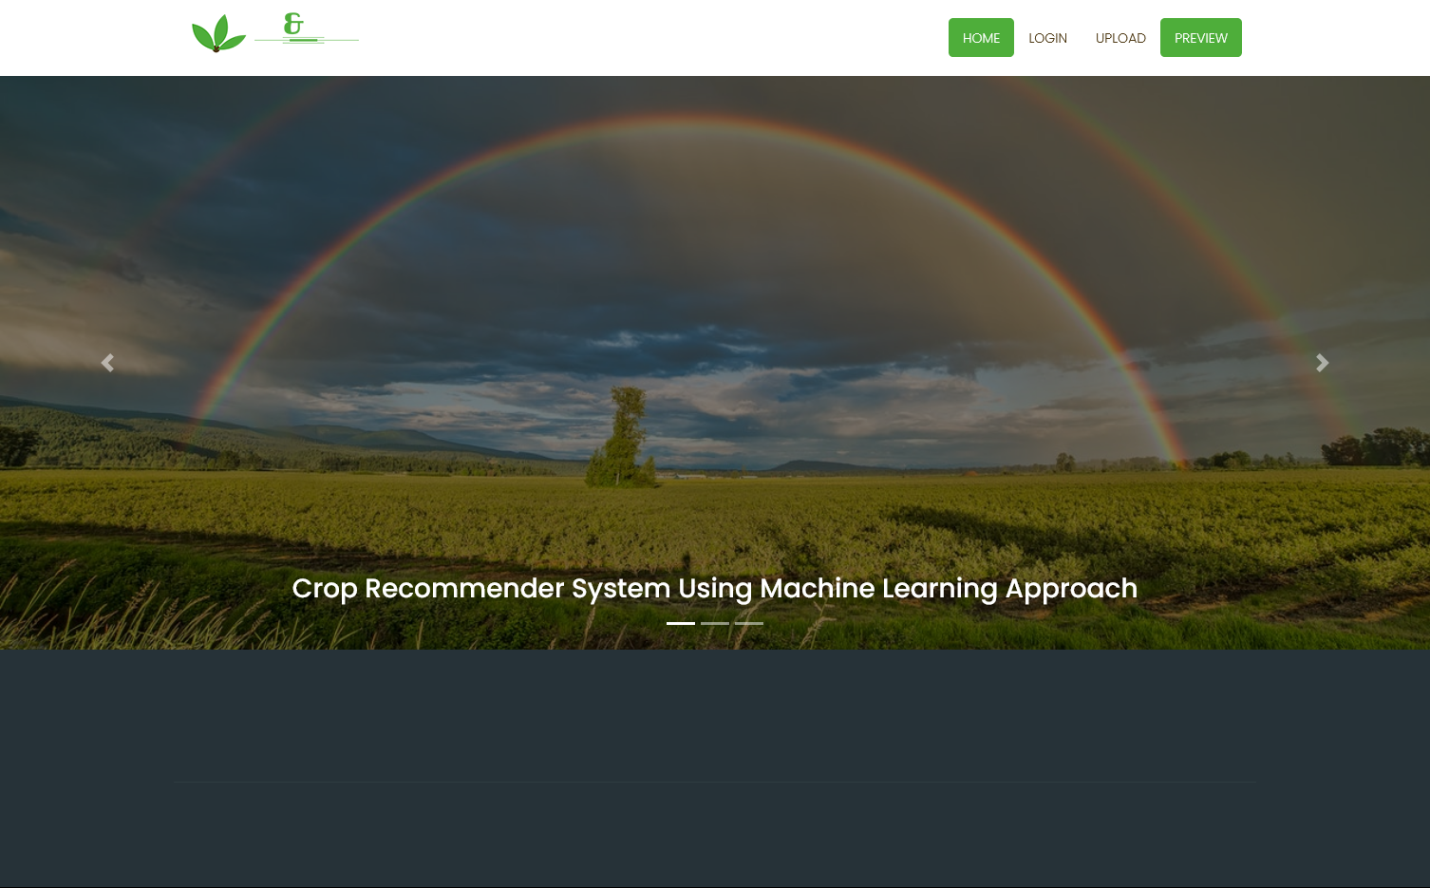 &
HOME LOGIN UPLOAD PREVIEW
Crop Recommender System Using Machine Learning Approach